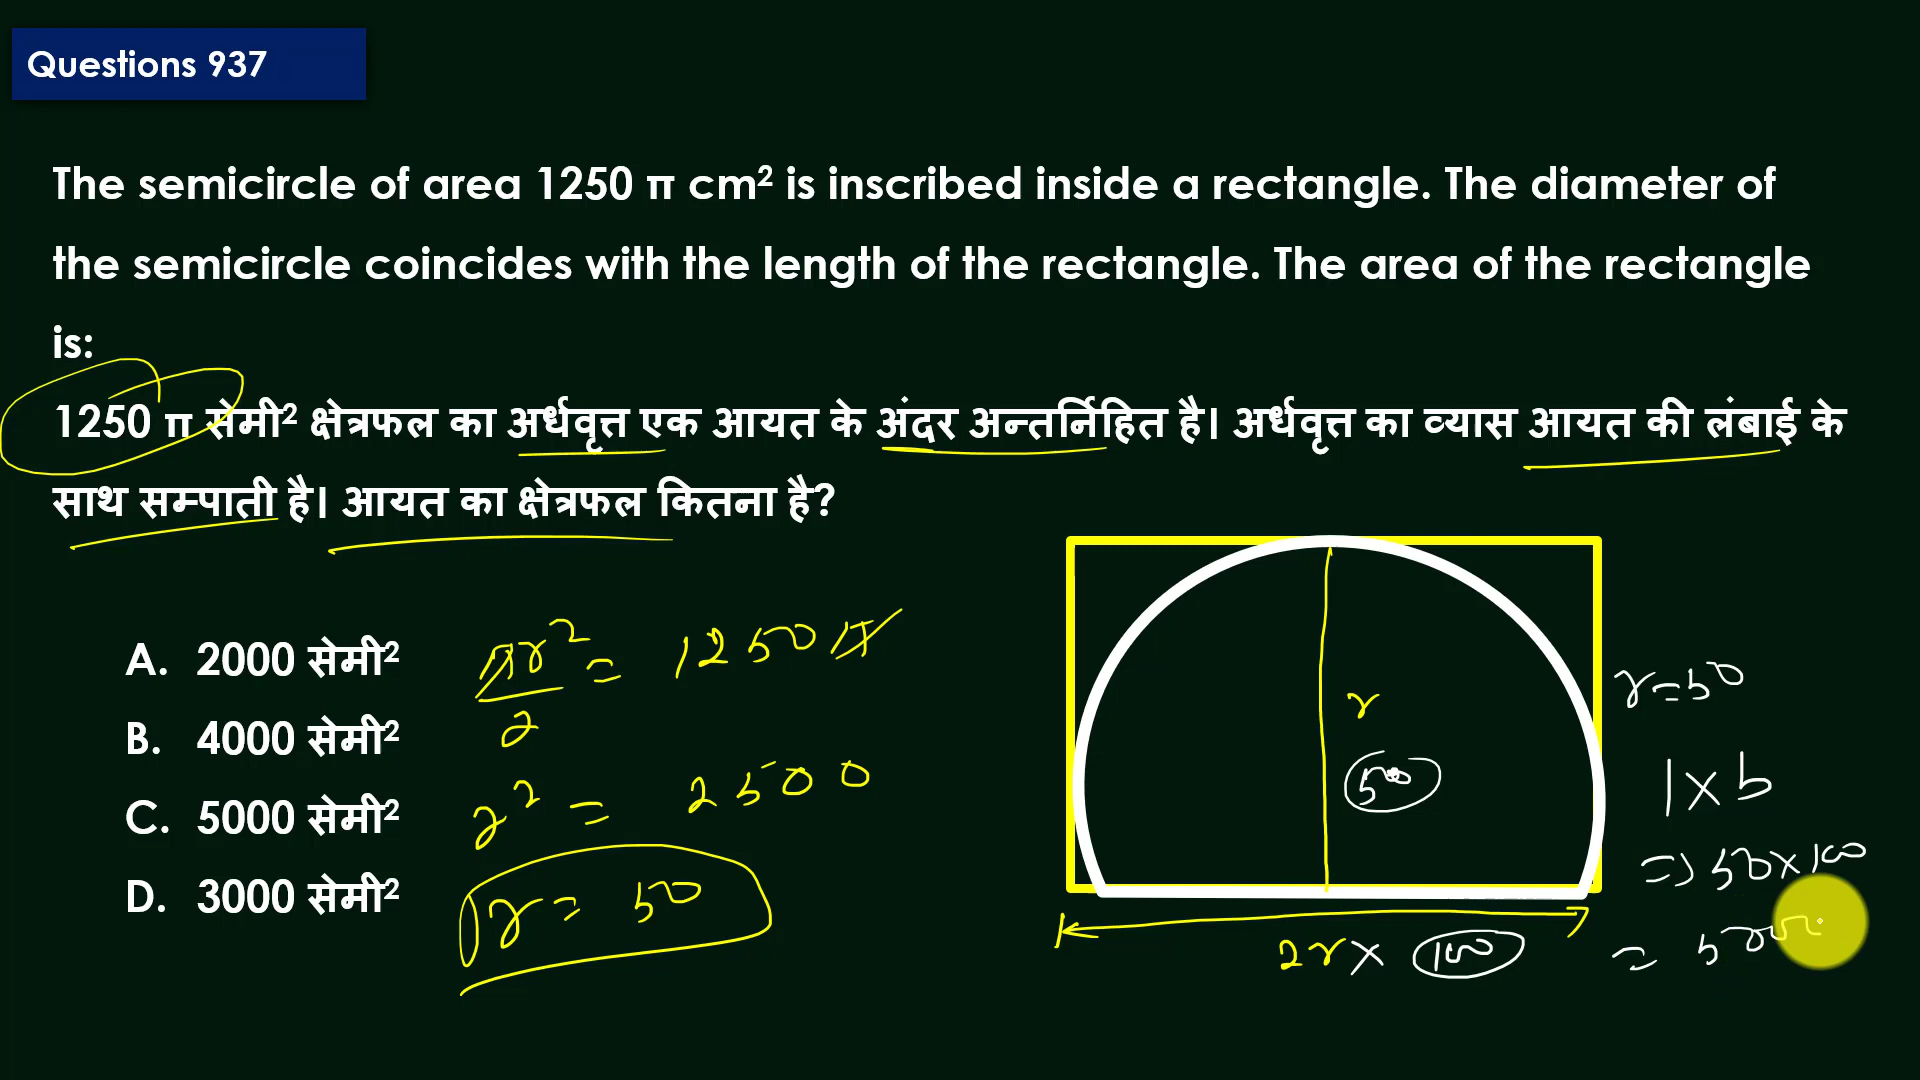 Questions 937
The semicircle of area 1250 π cm² is inscribed inside a rectangle. The diameter of
the semicircle coincides with the length of the rectangle. The area of the rectangle
is:
1250 π सेमी² क्षेत्रफल का अर्धवृत्त एक आयत के अंदर अन्तर्निहित है। अर्धवृत्त का व्यास आयत की लंबाई के
साथ सम्पाती है। आयत का क्षेत्रफल कितना है?
A. 2000 सेमी²
B. 4000 सेमी²
C. 5000 सेमी²
D. 3000 सेमी²
πr²/2 = 1250 π
r² = 2500
r = 50
r
50
2r × 100
r = 50
l × b
=> 50 × 100
= 5000